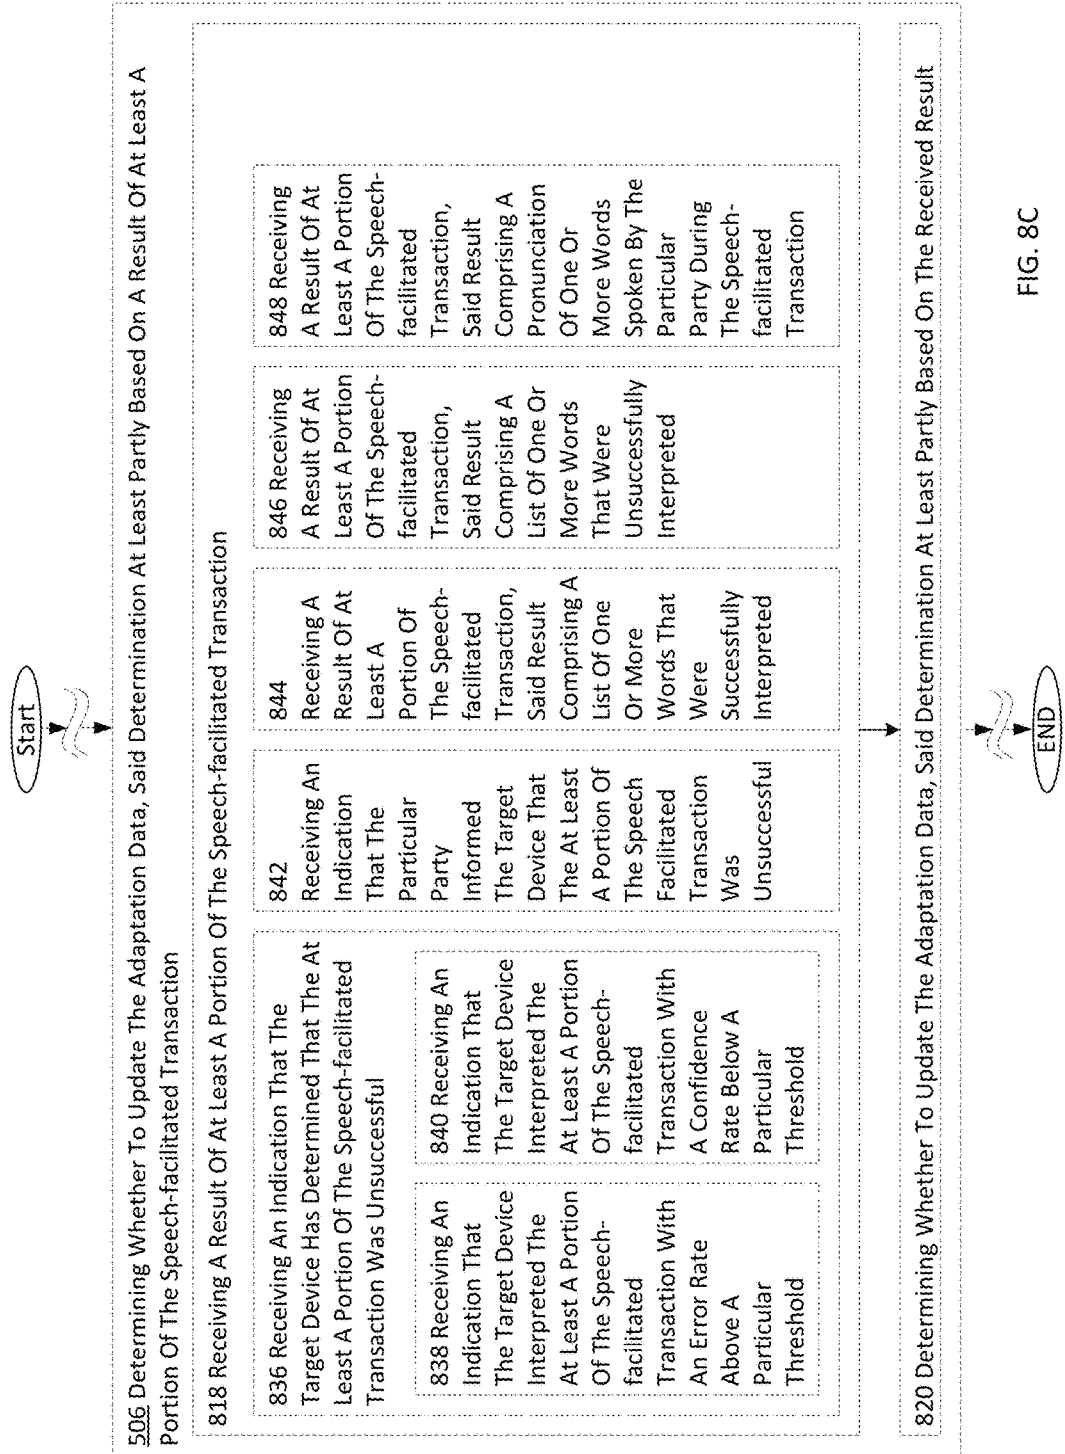 Start
506 Determining Whether To Update The Adaptation Data, Said Determination At Least Partly Based On A Result Of At Least A
Portion Of The Speech-facilitated Transaction
818 Receiving A Result Of At Least A Portion Of The Speech-facilitated Transaction
836 Receiving An Indication That The
Target Device Has Determined That The At
Least A Portion Of The Speech-facilitated
Transaction Was Unsuccessful
838 Receiving An
Indication That
The Target Device
Interpreted The
At Least A Portion
Of The Speech-
facilitated
Transaction With
An Error Rate
Above A
Particular
Threshold
840 Receiving An
Indication That
The Target Device
Interpreted The
At Least A Portion
Of The Speech-
facilitated
Transaction With
A Confidence
Rate Below A
Particular
Threshold
842
Receiving An
Indication
That The
Particular
Party
Informed
The Target
Device That
The At Least
A Portion Of
The Speech
Facilitated
Transaction
Was
Unsuccessful
844
Receiving A
Result Of At
Least A
Portion Of
The Speech-
facilitated
Transaction,
Said Result
Comprising A
List Of One
Or More
Words That
Were
Successfully
Interpreted
846 Receiving
A Result Of At
Least A Portion
Of The Speech-
facilitated
Transaction,
Said Result
Comprising A
List Of One Or
More Words
That Were
Unsuccessfully
Interpreted
848 Receiving
A Result Of At
Least A Portion
Of The Speech-
facilitated
Transaction,
Said Result
Comprising A
Pronunciation
Of One Or
More Words
Spoken By The
Particular
Party During
The Speech-
facilitated
Transaction
820 Determining Whether To Update The Adaptation Data, Said Determination At Least Partly Based On The Received Result
END
FIG. 8C